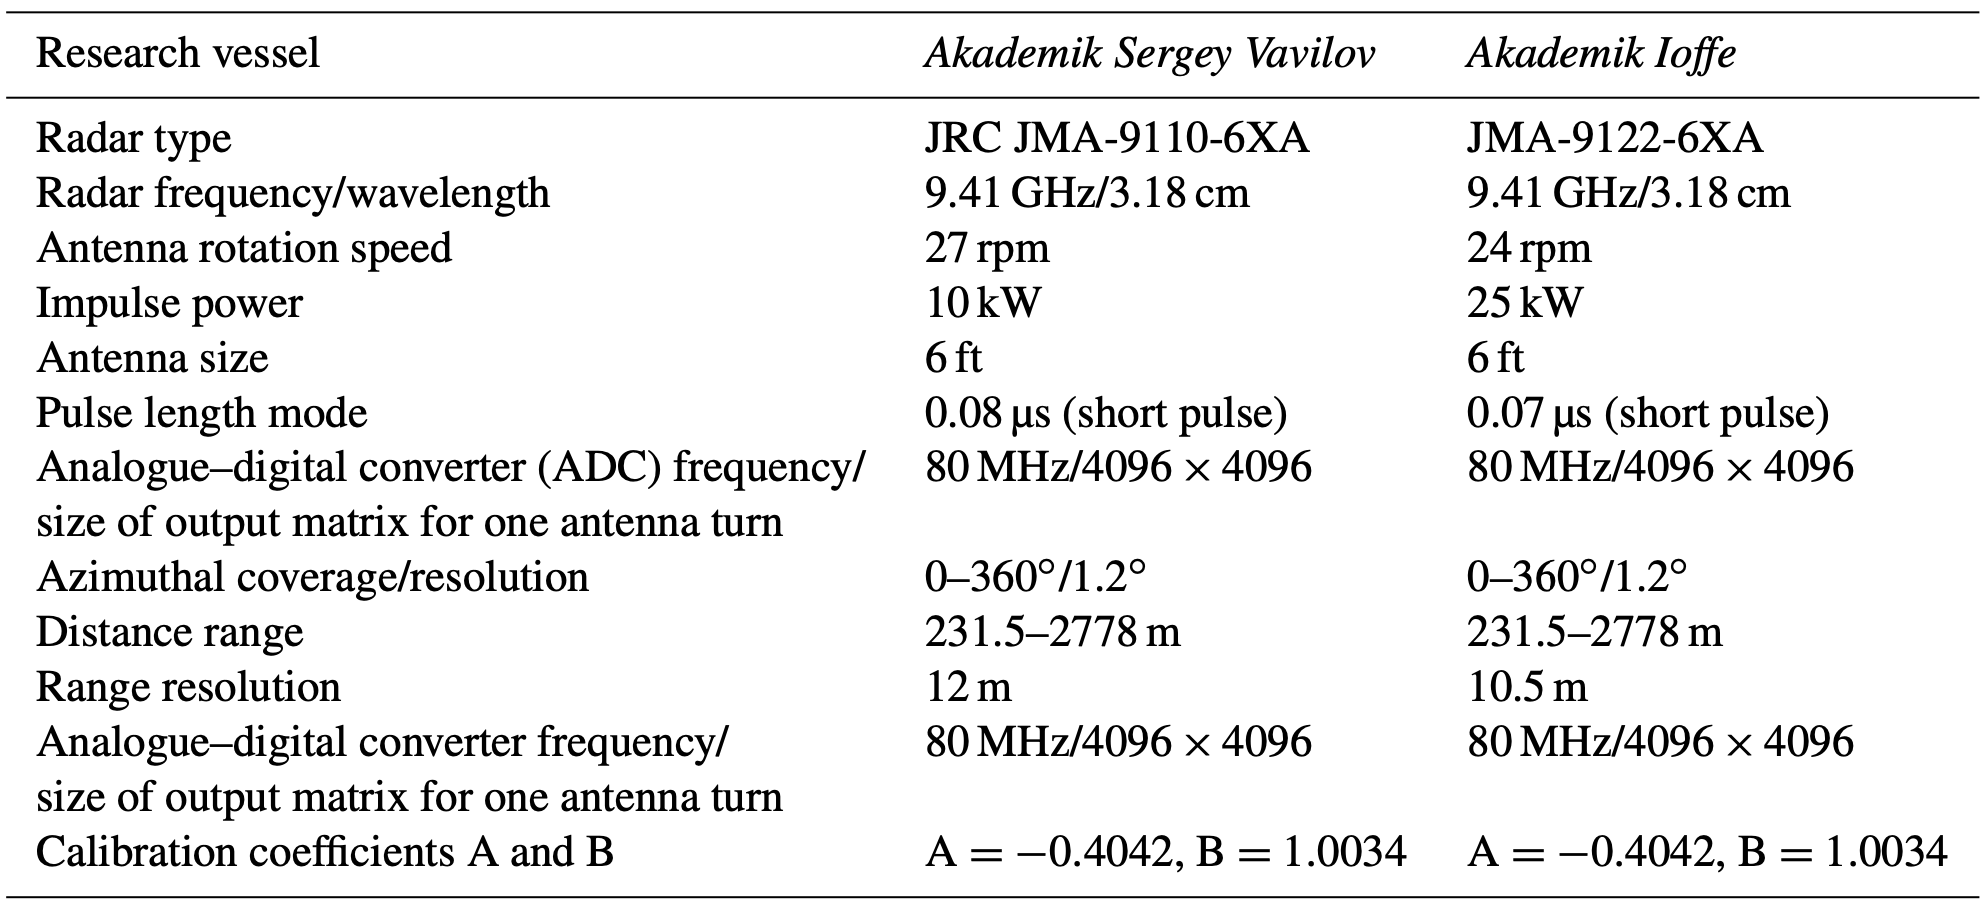 Research vessel Akademik Sergey Vavilov Akademik Ioffe
Radar type JRC JMA-9110-6XA JMA-9122-6XA
Radar frequency/wavelength 9.41 GHz/3.18 cm 9.41 GHz/3.18 cm
Antenna rotation speed 27 rpm 24 rpm
Impulse power 10 kW 25 kW
Antenna size 6 ft 6 ft
Pulse length mode 0.08 µs (short pulse) 0.07 µs (short pulse)
Analogue–digital converter (ADC) frequency/ 80 MHz/4096 × 4096 80 MHz/4096 × 4096
size of output matrix for one antenna turn
Azimuthal coverage/resolution 0–360°/1.2° 0–360°/1.2°
Distance range 231.5–2778 m 231.5–2778 m
Range resolution 12 m 10.5 m
Analogue–digital converter frequency/ 80 MHz/4096 × 4096 80 MHz/4096 × 4096
size of output matrix for one antenna turn
Calibration coefficients A and B A = −0.4042, B = 1.0034 A = −0.4042, B = 1.0034